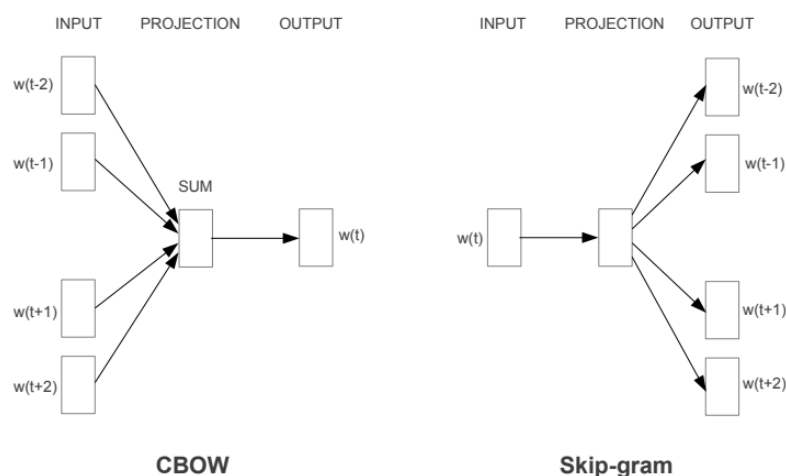 INPUT PROJECTION OUTPUT
w(t-2)
w(t-1)
SUM
w(t)
w(t+1)
w(t+2)
CBOW
INPUT PROJECTION OUTPUT
w(t-2)
w(t-1)
w(t)
w(t+1)
w(t+2)
Skip-gram